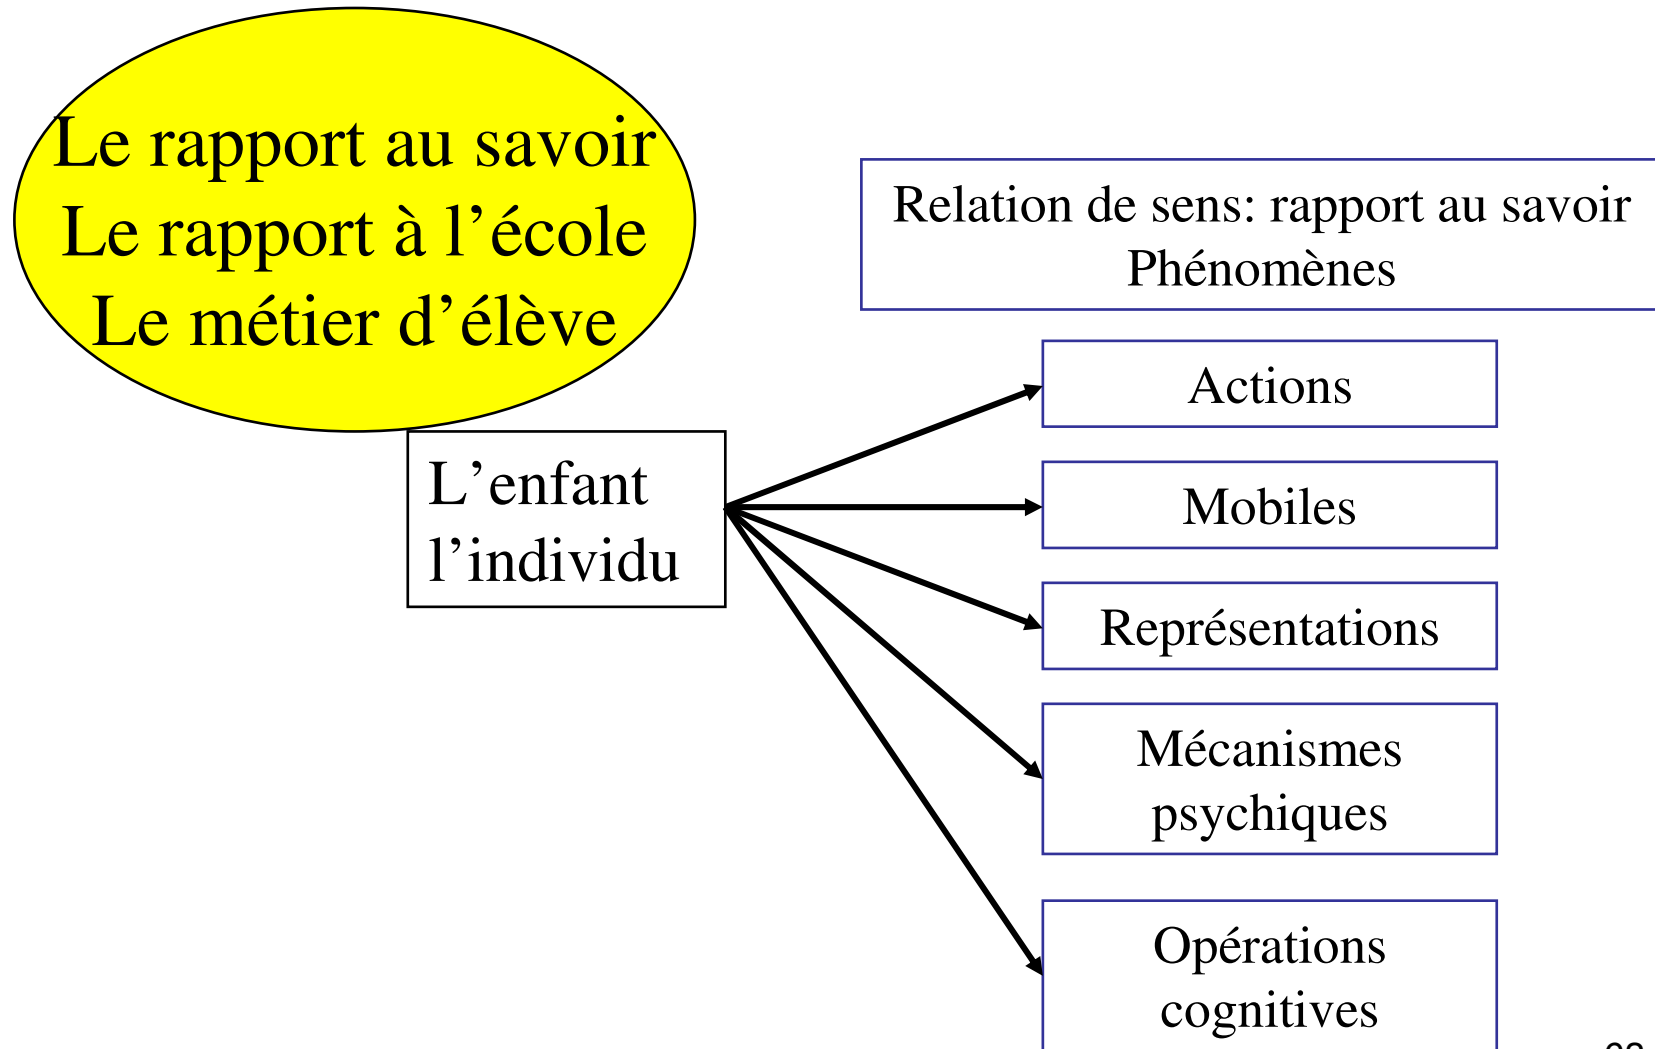 Le rapport au savoir
Le rapport à l’école
Le métier d’élève
Relation de sens: rapport au savoir
Phénomènes
L’enfant
l’individu
Actions
Mobiles
Représentations
Mécanismes
psychiques
Opérations
cognitives